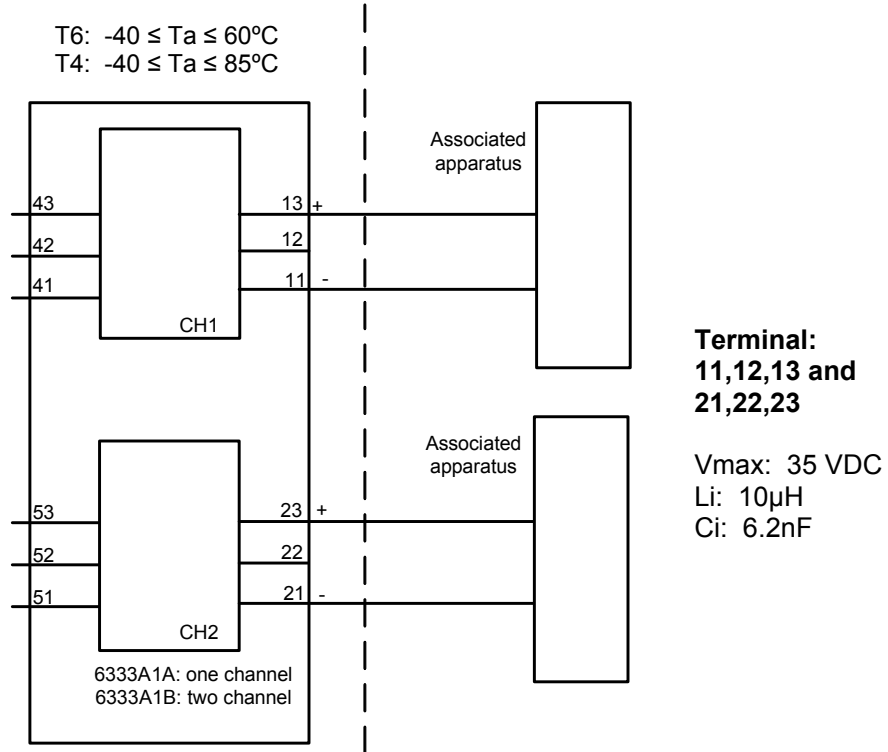 T6: -40 ≤ Ta ≤ 60ºC
T4: -40 ≤ Ta ≤ 85ºC
Associated
apparatus
43
42
41
13 +
12
11 -
CH1
Terminal:
11,12,13 and
21,22,23
Vmax: 35 VDC
Li: 10µH
Ci: 6.2nF
Associated
apparatus
53
52
51
23 +
22
21 -
CH2
6333A1A: one channel
6333A1B: two channel